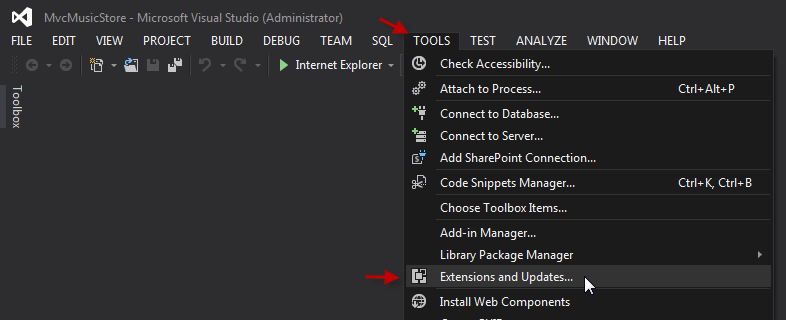 MvcMusicStore - Microsoft Visual Studio (Administrator)
FILE EDIT VIEW PROJECT BUILD DEBUG TEAM SQL TOOLS TEST ANALYZE WINDOW HELP
Internet Explorer
Toolbox
Check Accessibility...
Attach to Process... Ctrl+Alt+P
Connect to Database...
Connect to Server...
Add SharePoint Connection...
Code Snippets Manager... Ctrl+K, Ctrl+B
Choose Toolbox Items...
Add-in Manager...
Library Package Manager
Extensions and Updates...
Install Web Components